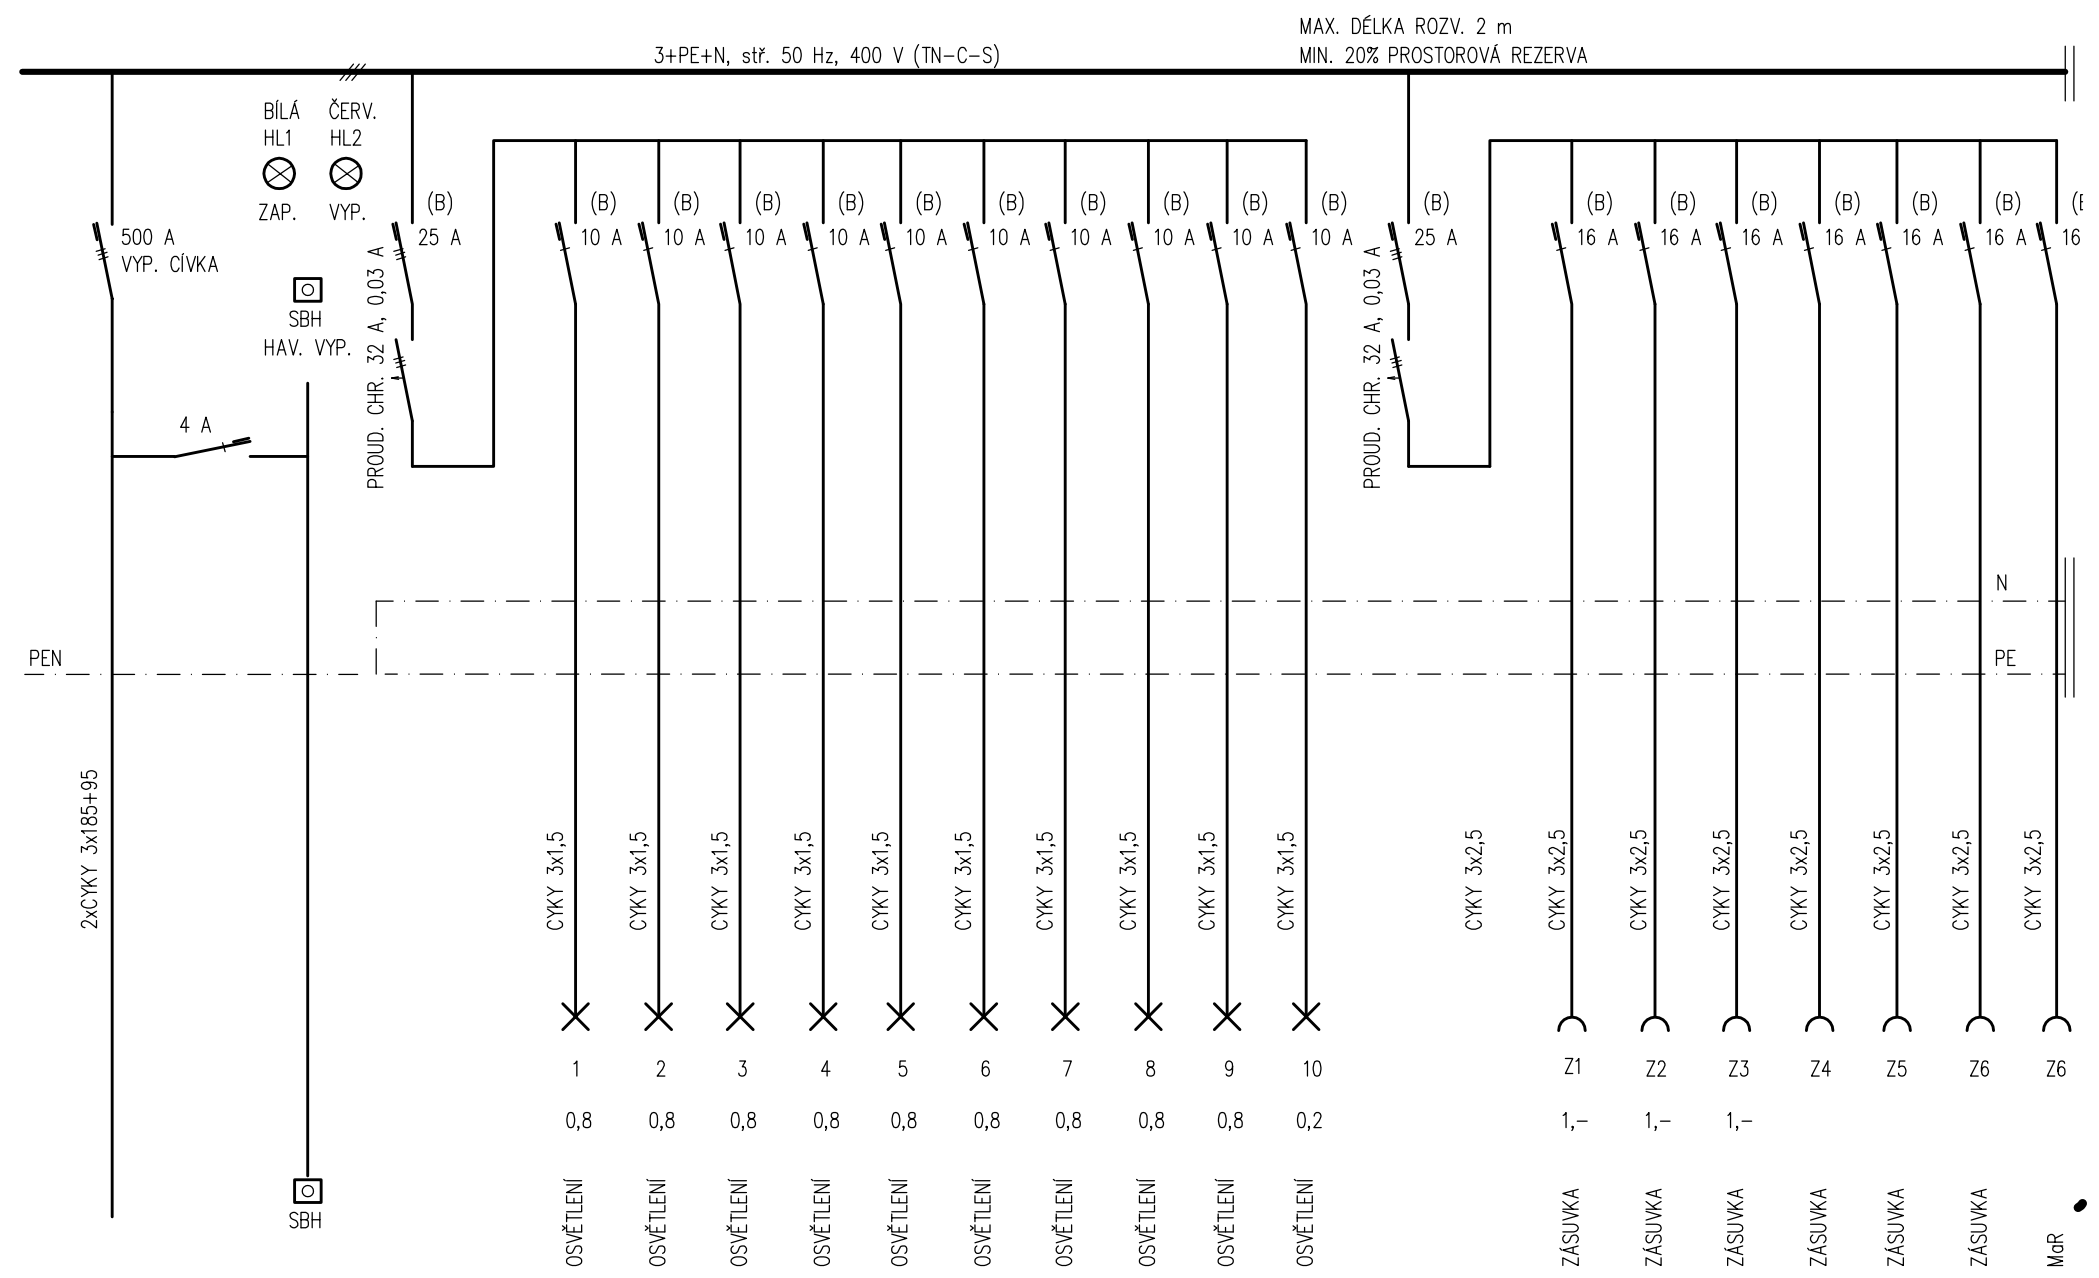 MAX. DÉLKA ROZV. 2 m
3+PE+N, stř. 50 Hz, 400 V (TN-C-S)
MIN. 20% PROSTOROVÁ REZERVA
BÍLÁ ČERV.
HL1 HL2
ZAP. VYP.
500 A
VYP. CÍVKA
SBH
HAV. VYP.
4 A
(B) (B) (B) (B) (B) (B) (B) (B) (B) (B) (B) (B) (B) (B) (B) (B) (B) (B)
25 A 10 A 10 A 10 A 10 A 10 A 10 A 10 A 10 A 10 A 10 A 25 A 16 A 16 A 16 A 16 A 16 A 16 A 16
PROUD. CHR. 32 A, 0,03 A
PROUD. CHR. 32 A, 0,03 A
N
PEN
PE
2xCYKY 3x185+95
CYKY 3x1,5
CYKY 3x1,5
CYKY 3x1,5
CYKY 3x1,5
CYKY 3x1,5
CYKY 3x1,5
CYKY 3x1,5
CYKY 3x1,5
CYKY 3x1,5
CYKY 3x1,5
CYKY 3x2,5
CYKY 3x2,5
CYKY 3x2,5
CYKY 3x2,5
CYKY 3x2,5
CYKY 3x2,5
CYKY 3x2,5
CYKY 3x2,5
1 2 3 4 5 6 7 8 9 10 Z1 Z2 Z3 Z4 Z5 Z6 Z6
0,8 0,8 0,8 0,8 0,8 0,8 0,8 0,8 0,8 0,2 1,- 1,- 1,-
SBH
OSVĚTLENÍ
OSVĚTLENÍ
OSVĚTLENÍ
OSVĚTLENÍ
OSVĚTLENÍ
OSVĚTLENÍ
OSVĚTLENÍ
OSVĚTLENÍ
OSVĚTLENÍ
OSVĚTLENÍ
ZÁSUVKA
ZÁSUVKA
ZÁSUVKA
ZÁSUVKA
ZÁSUVKA
ZÁSUVKA
MaR